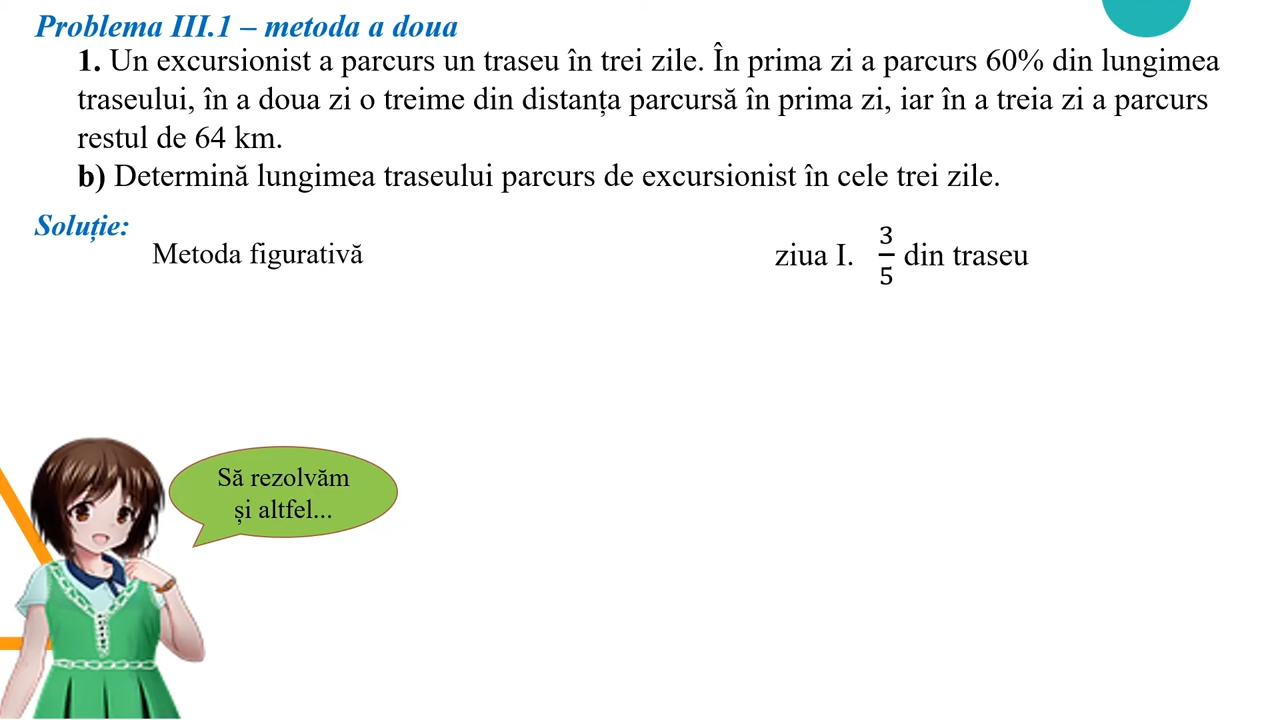 Problema III.1 – metoda a doua
1. Un excursionist a parcurs un traseu în trei zile. În prima zi a parcurs 60% din lungimea
traseului, în a doua zi o treime din distanța parcursă în prima zi, iar în a treia zi a parcurs
restul de 64 km.
b) Determină lungimea traseului parcurs de excursionist în cele trei zile.
Soluție:
Metoda figurativă
ziua I. 3/5 din traseu
Să rezolvăm
și altfel...